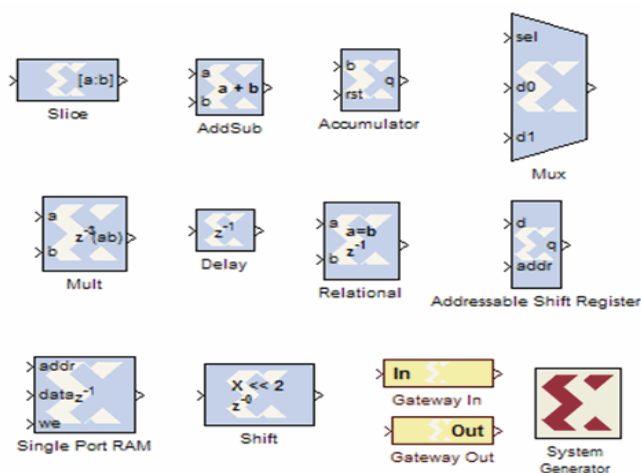 [a:b]
Slice
a
b
a + b
AddSub
b
rst
q
Accumulator
sel
d0
d1
Mux
a
b
z⁻³(ab)
Mult
z⁻¹
Delay
a
b
a=b
z⁻¹
Relational
d
q
addr
Addressable Shift Register
addr
data
z⁻¹
we
Single Port RAM
X << 2
z⁻⁰
Shift
In
Gateway In
Out
Gateway Out
System
Generator